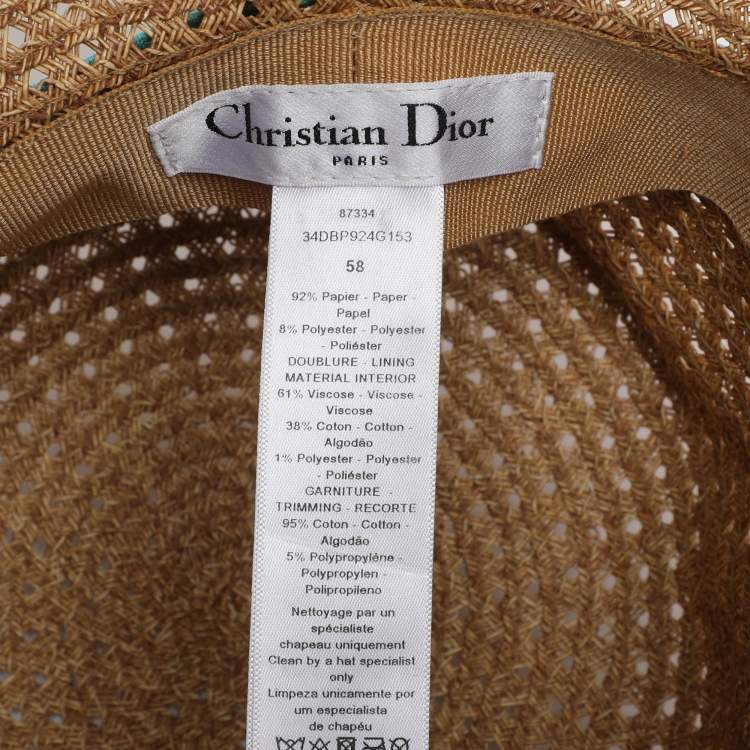 Christian Dior
PARIS
87334
34DBP924G153
58
92% Papier - Paper -
Papel
8% Polyester - Polyester
- Poliéster
DOUBLURE - LINING
MATERIAL INTERIOR
61% Viscose - Viscose -
Viscose
38% Coton - Cotton -
Algodâo
1% Polyester - Polyester
- Poliéster
GARNITURE -
TRIMMING - RECORTE
95% Coton - Cotton -
Algodâo
5% Polypropylène -
Polypropylen -
Polipropileno
Nettoyage par un
spécialiste
chapeau uniquement
Clean by a hat specialist
only
Limpeza unicamente por
um especialista
de chapéu